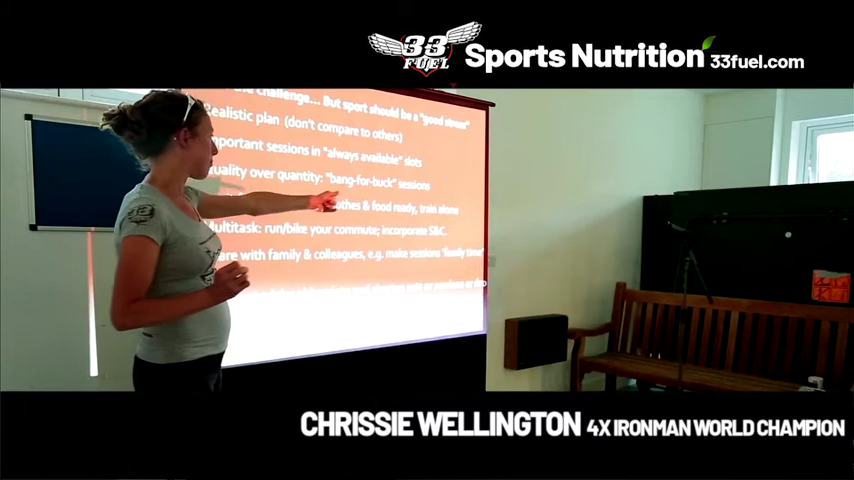 33
FUEL
Sports Nutrition 33fuel.com
the challenge... But sport should be a "good stress"
Realistic plan (don't compare to others)
portant sessions in "always available" slots
uality over quantity: "bang-for-buck" sessions
othes & food ready, train alone
Multitask: run/bike your commute; incorporate S&C.
are with family & colleagues, e.g. make sessions "family time"
33
CHRISSIE WELLINGTON 4X IRONMAN WORLD CHAMPION